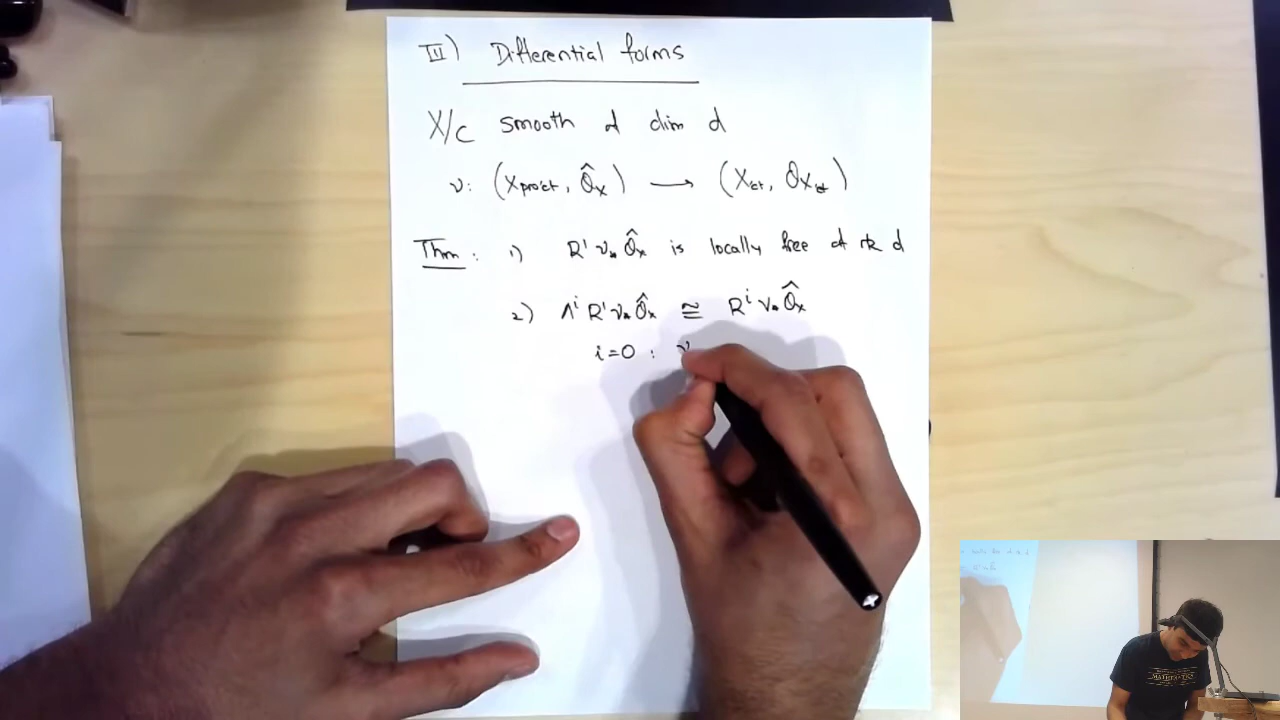 III) Differential forms
X/C smooth of dim d
ν: (X_proét, Ô_X) ⟶ (X_ét, O_X_ét)
Thm: 1) R¹ν_* Ô_X is locally free of rk d
2) Λ^i R¹ν_* Ô_X ≅ R^i ν_* Ô_X
i=0 : ν
MATHEMATICS